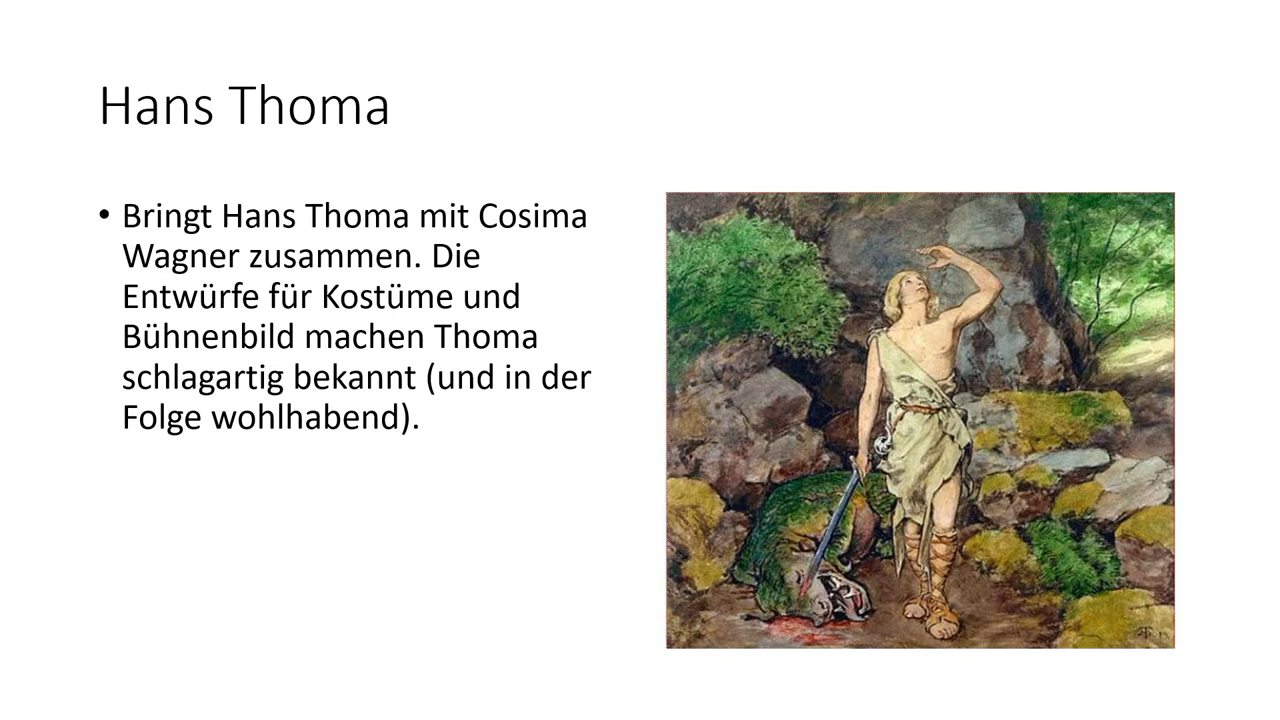 Hans Thoma
• Bringt Hans Thoma mit Cosima
Wagner zusammen. Die
Entwürfe für Kostüme und
Bühnenbild machen Thoma
schlagartig bekannt (und in der
Folge wohlhabend).